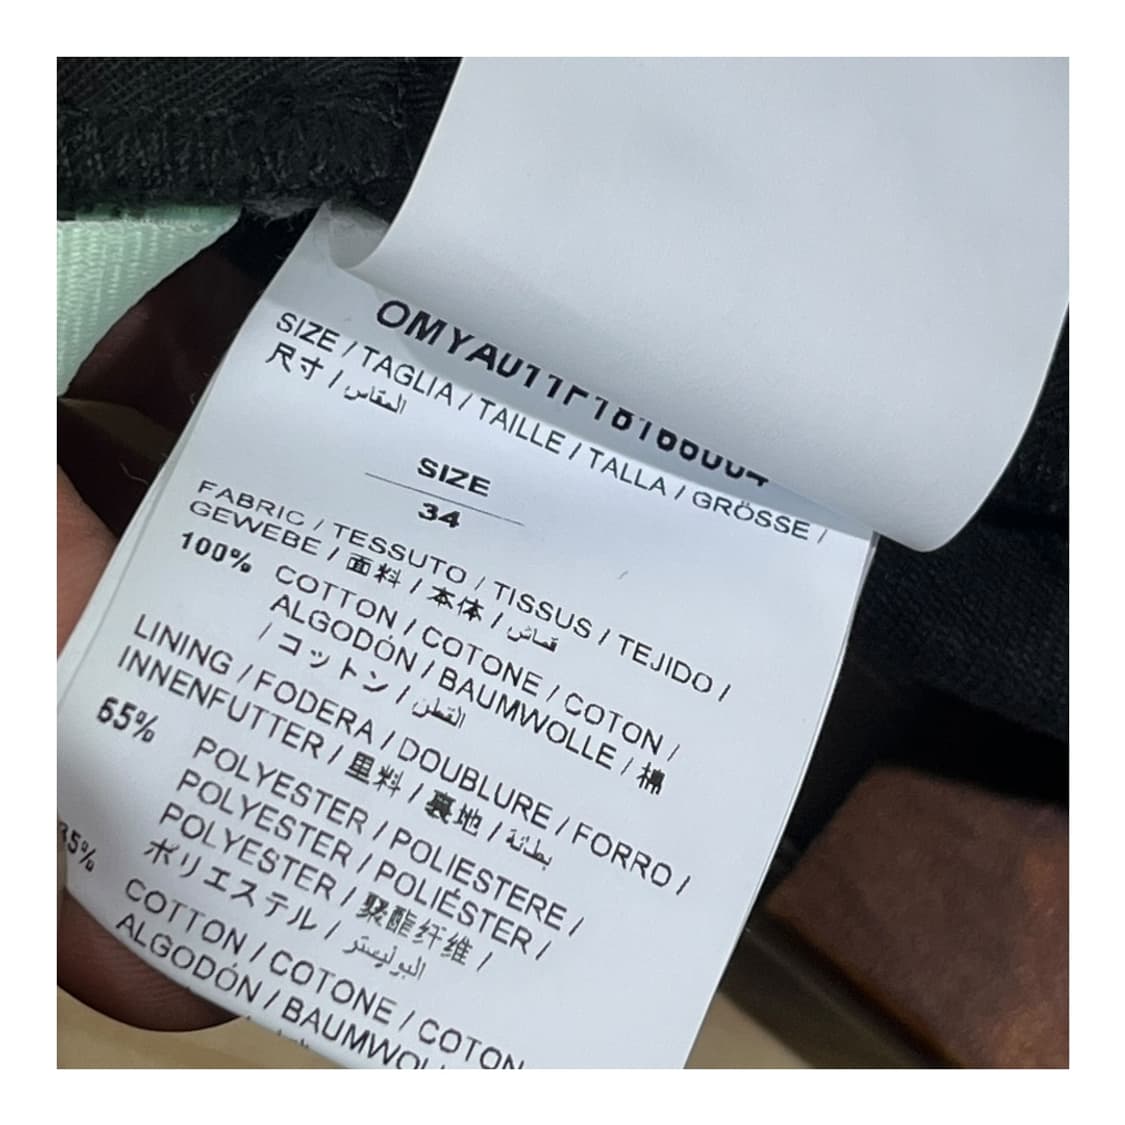 SIZE / TAGLIA / TAILLE / TALLA / GRÖSSE /
尺寸 / المقاس
SIZE
34
FABRIC / TESSUTO / TISSUS / TEJIDO /
GEWEBE / 面料 / 本体 / قماش
100% COTTON / COTONE / COTON /
ALGODÓN / BAUMWOLLE / 棉
/ コットン / القطن
LINING / FODERA / DOUBLURE / FORRO /
INNENFUTTER / 里料 / 裏地 / بطانة
65% POLYESTER / POLIESTERE /
POLYESTER / POLIÉSTER /
POLYESTER / 聚酯纤维 /
ポリエステル / البوليستر
35% COTTON / COTONE / COTON
ALGODÓN / BAUMWOLL